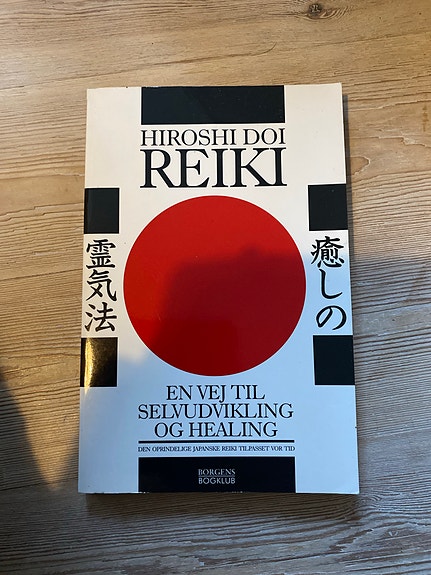 HIROSHI DOI
REIKI
癒しの
霊気法
EN VEJ TIL
SELVUDVIKLING
OG HEALING
DEN OPRINDELIGE JAPANSKE REIKI TILPASSET VOR TID
BORGENS
BOGKLUB